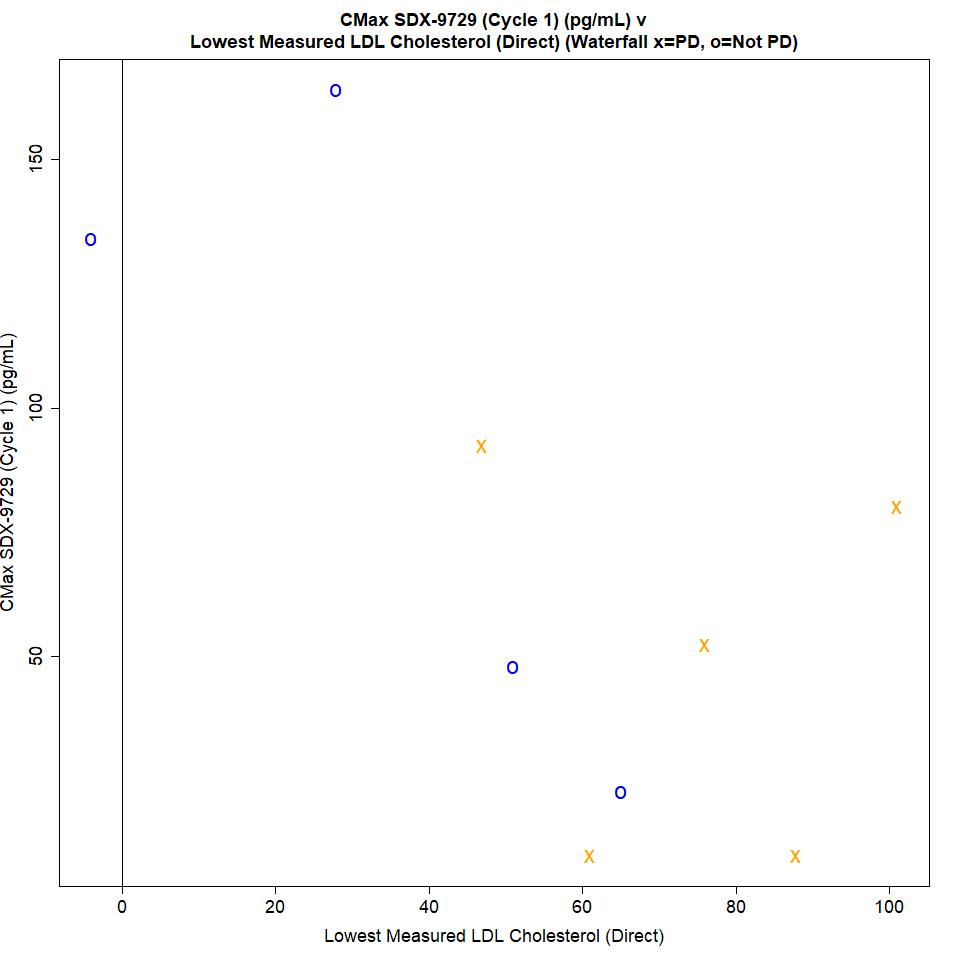 CMax SDX-9729 (Cycle 1) (pg/mL) v
Lowest Measured LDL Cholesterol (Direct) (Waterfall x=PD, o=Not PD)
CMax SDX-9729 (Cycle 1) (pg/mL)
150
100
50
o
o
x
x
x
o
o
x
x
0 20 40 60 80 100
Lowest Measured LDL Cholesterol (Direct)